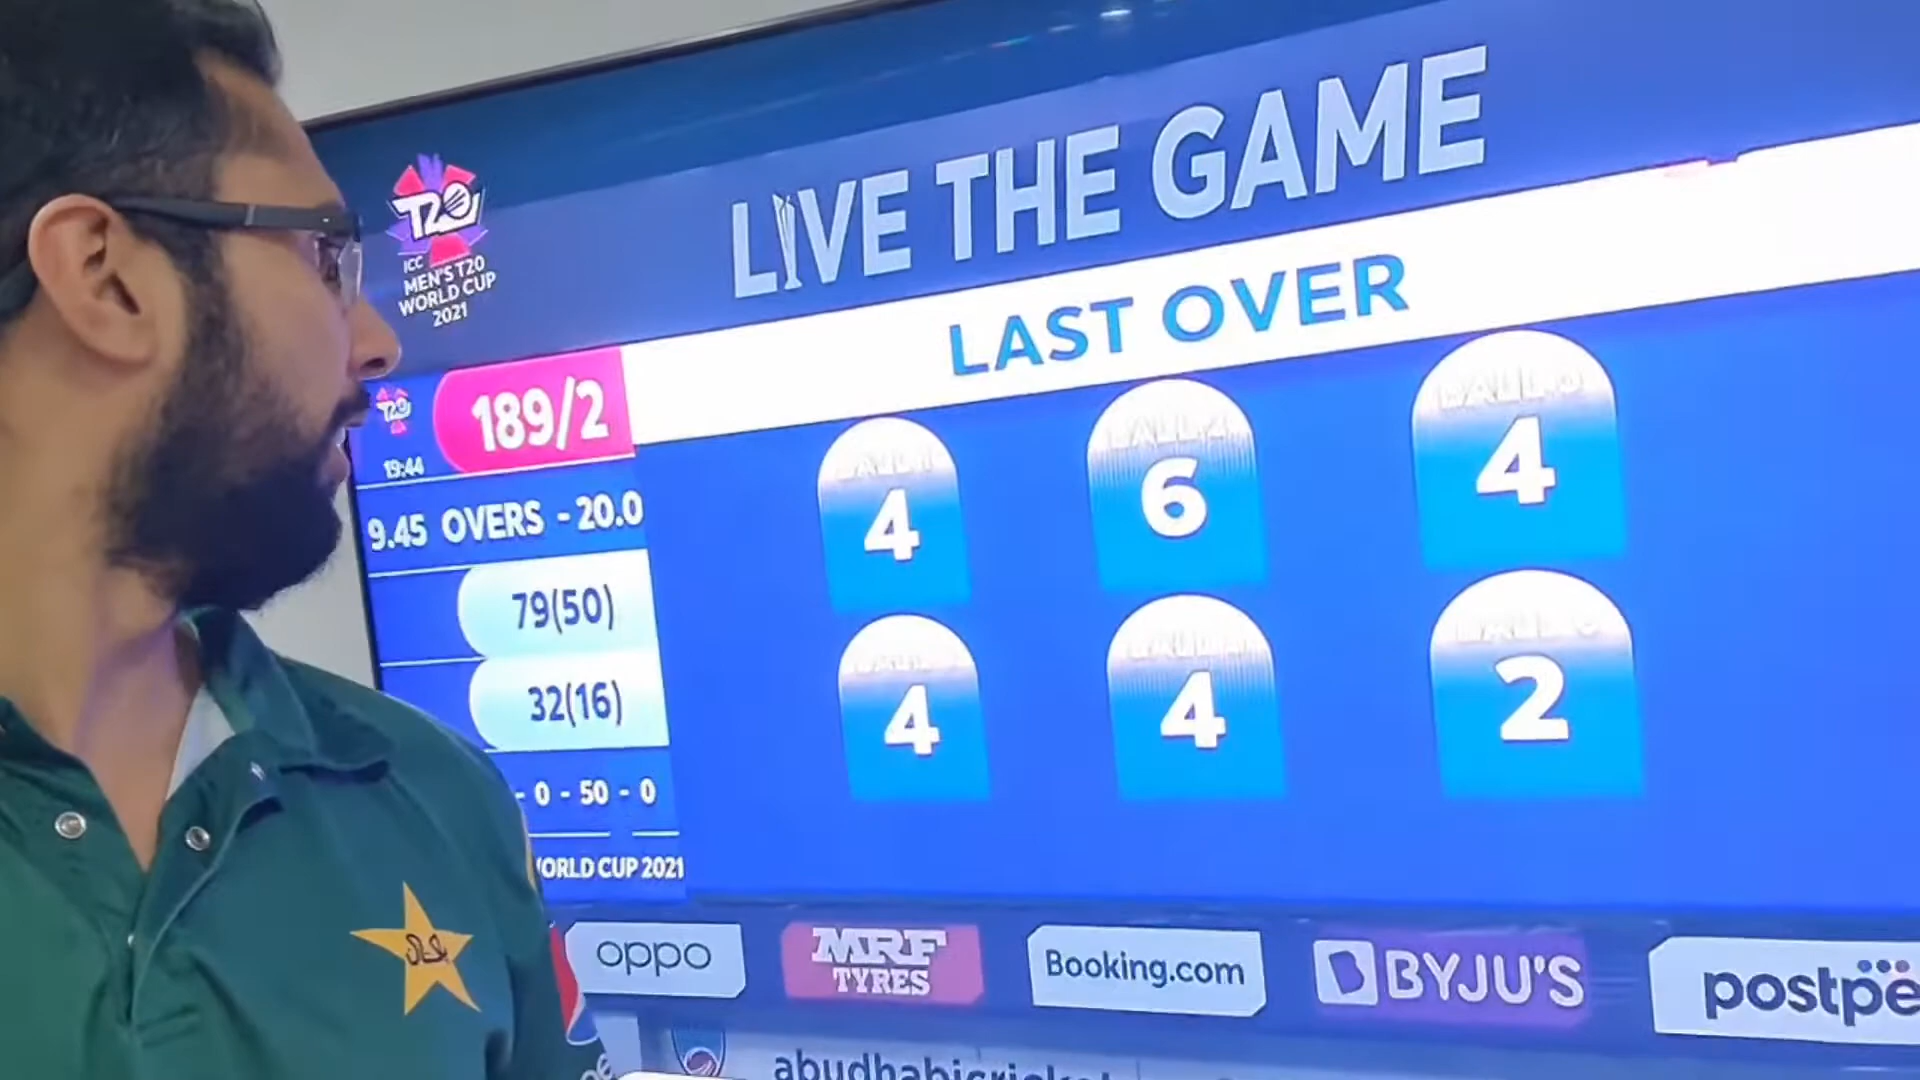 LIVE THE GAME
T20
ICC
MEN'S T20
WORLD CUP
2021
LAST OVER
T20
19:44
189/2
9.45 OVERS - 20.0
79(50)
32(16)
- 0 - 50 - 0
WORLD CUP 2021
4
6
4
4
4
2
oppo
MRF
TYRES
Booking.com
BYJU'S
postpe